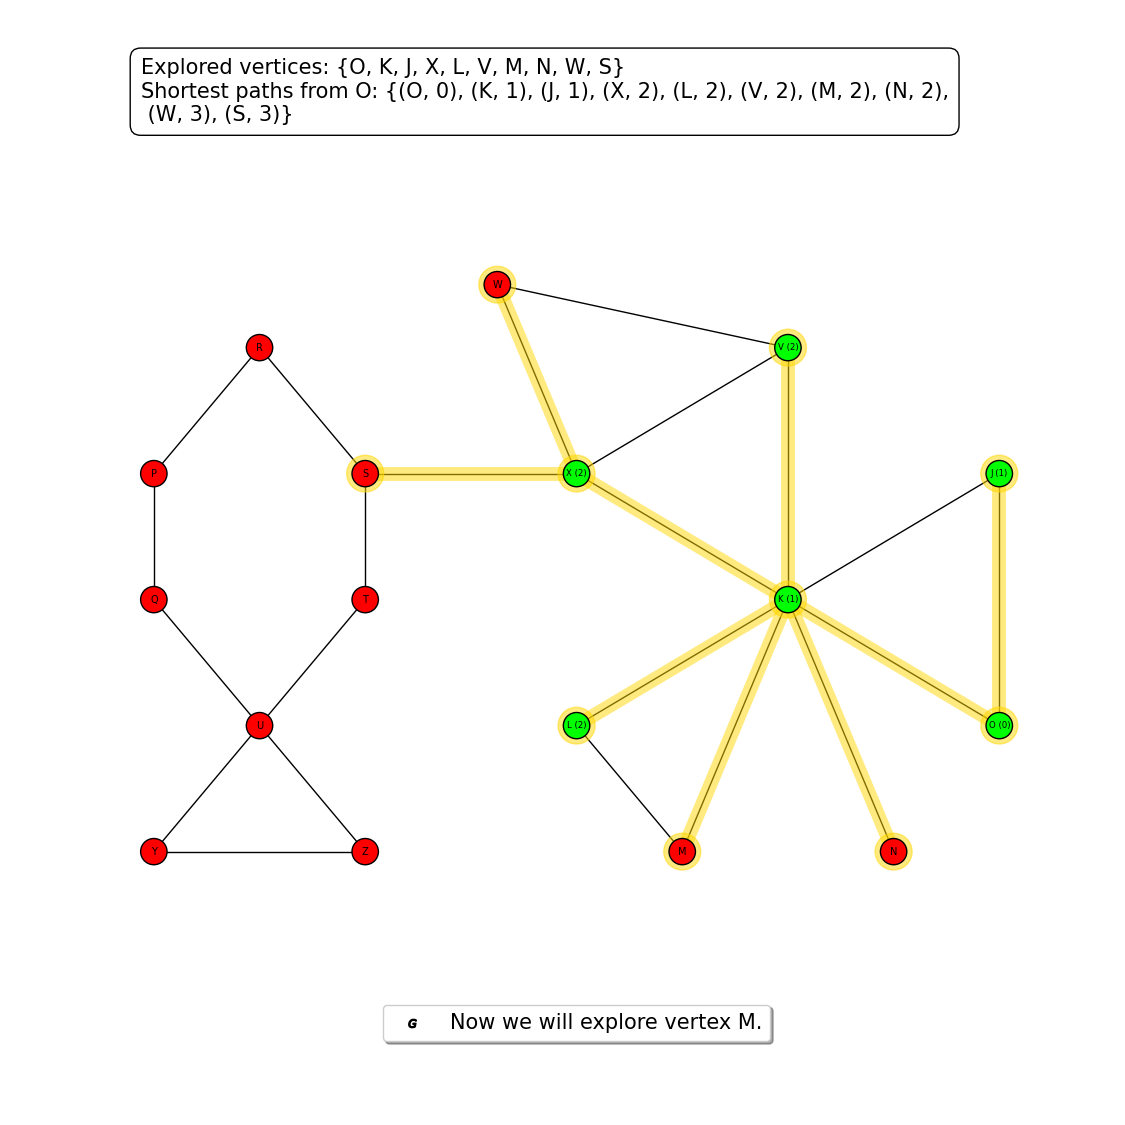 Explored vertices: {O, K, J, X, L, V, M, N, W, S}
Shortest paths from O: {(O, 0), (K, 1), (J, 1), (X, 2), (L, 2), (V, 2), (M, 2), (N, 2),
(W, 3), (S, 3)}
W
R
V (2)
P
S
X (2)
J (1)
Q
T
K (1)
U
L (2)
O (0)
Y
Z
M
N
G Now we will explore vertex M.